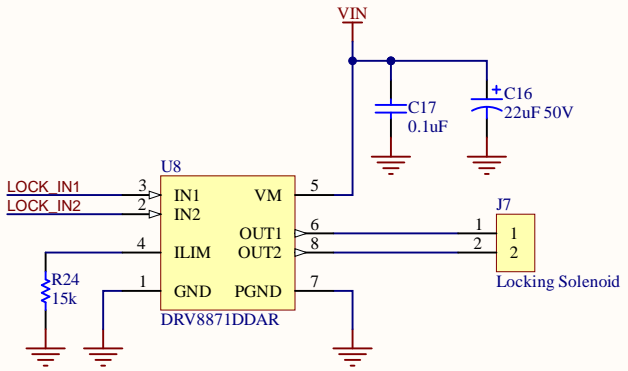 VIN
C17
0.1uF
C16
22uF 50V
U8
LOCK_IN1
3
IN1
VM
5
LOCK_IN2
2
IN2
J7
OUT1
6
1
1
4
ILIM
OUT2
8
2
2
R24
15k
1
GND
PGND
7
Locking Solenoid
DRV8871DDAR